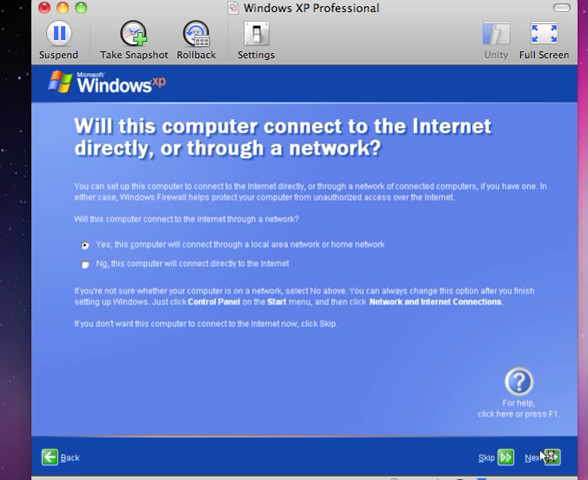 Windows XP Professional
Suspend
Take Snapshot
Rollback
Settings
Unity
Full Screen
Microsoft
Windows xp
Will this computer connect to the Internet
directly, or through a network?
You can set up this computer to connect to the Internet directly, or through a network of connected computers, if you have one. In
either case, Windows Firewall helps protect your computer from unauthorized access over the Internet.
Will this computer connect to the Internet through a network?
Yes, this computer will connect through a local area network or home network
No, this computer will connect directly to the Internet
If you're not sure whether your computer is on a network, select No above. You can always change this option after you finish
setting up Windows. Just click Control Panel on the Start menu, and then click Network and Internet Connections.
If you don't want this computer to connect to the Internet now, click Skip.
?
For help,
click here or press F1.
Back
Skip
Next